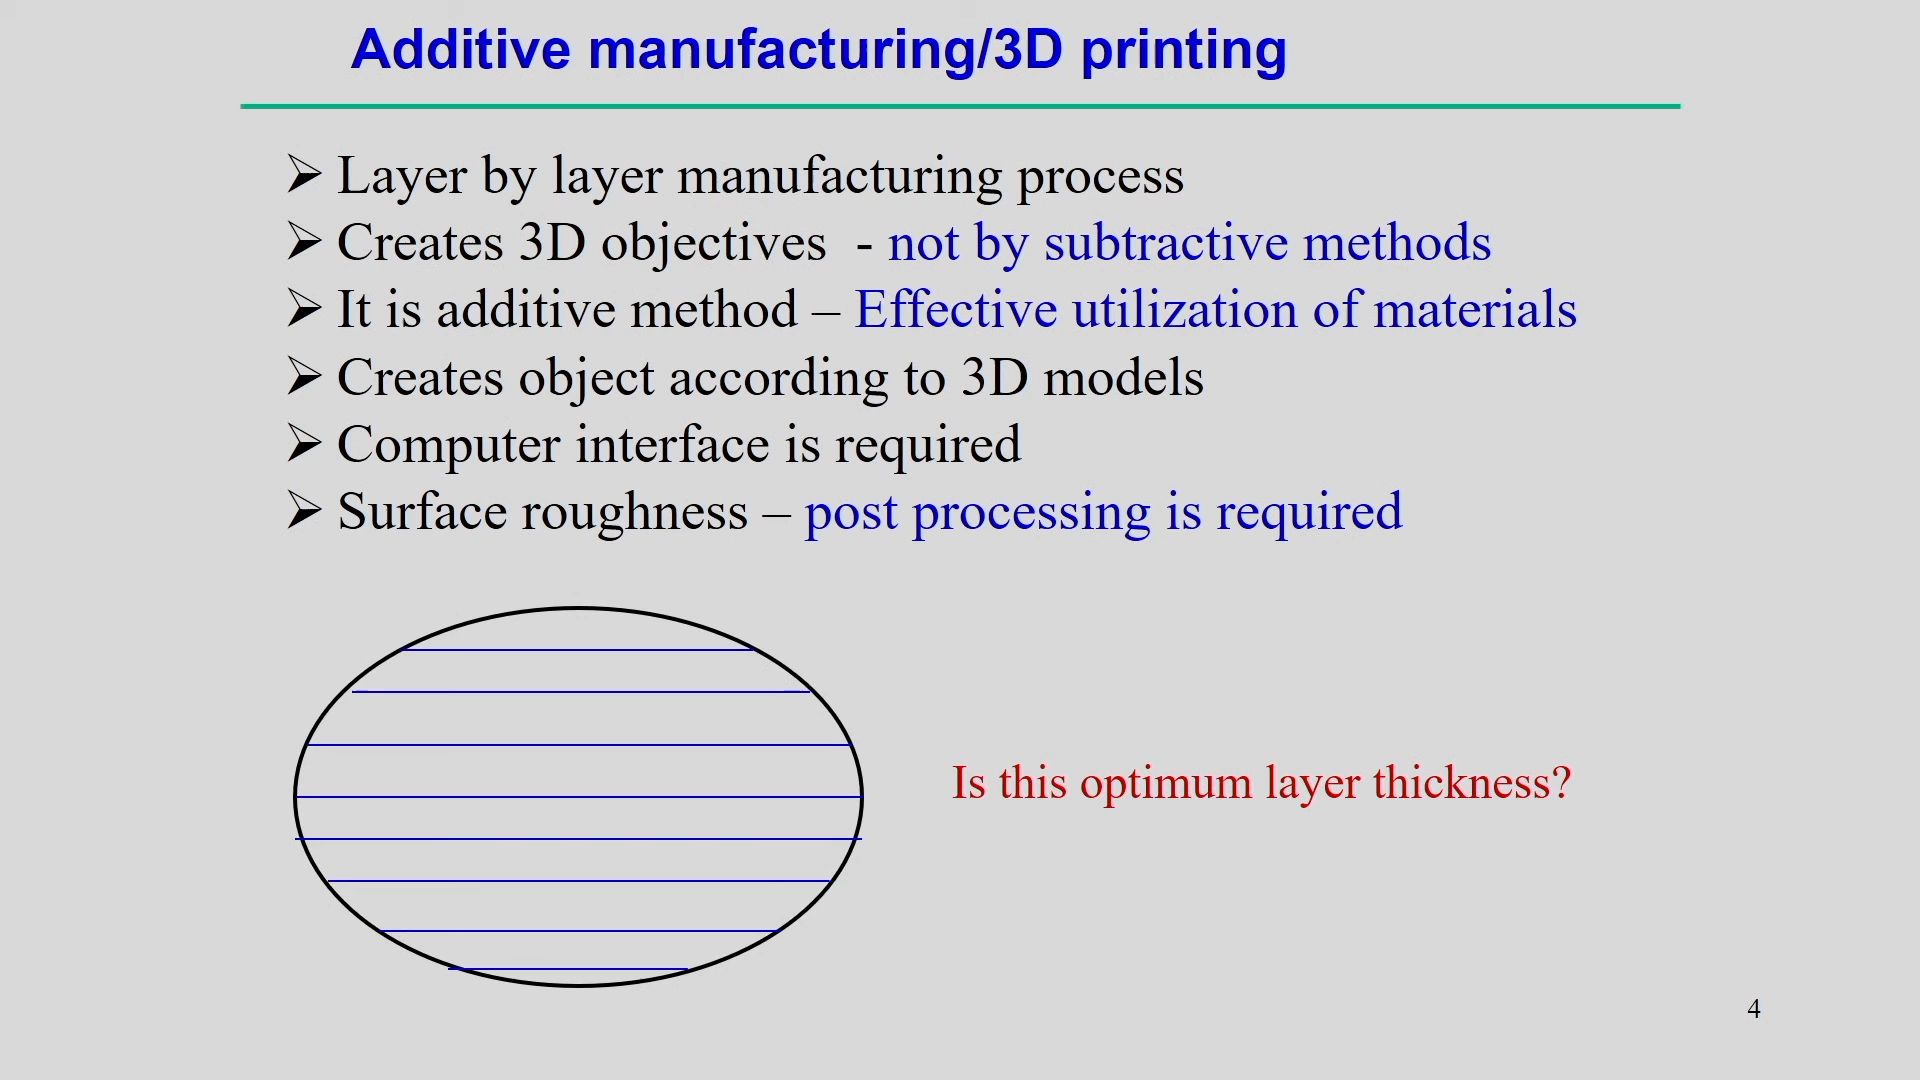 Additive manufacturing/3D printing
➢ Layer by layer manufacturing process
➢ Creates 3D objectives - not by subtractive methods
➢ It is additive method – Effective utilization of materials
➢ Creates object according to 3D models
➢ Computer interface is required
➢ Surface roughness – post processing is required
Is this optimum layer thickness?
4